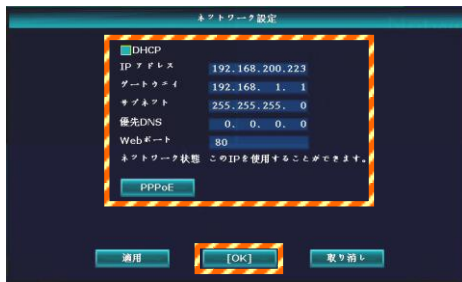 ネットワーク設定
DHCP
IP アドレス 192.168.200.223
ゲートウェイ 192.168. 1. 1
サブネット 255.255.255. 0
優先DNS 0. 0. 0. 0
Webポート 80
ネットワーク状態 このIPを使用することができます。
PPPoE
適用 [OK] 取り消し